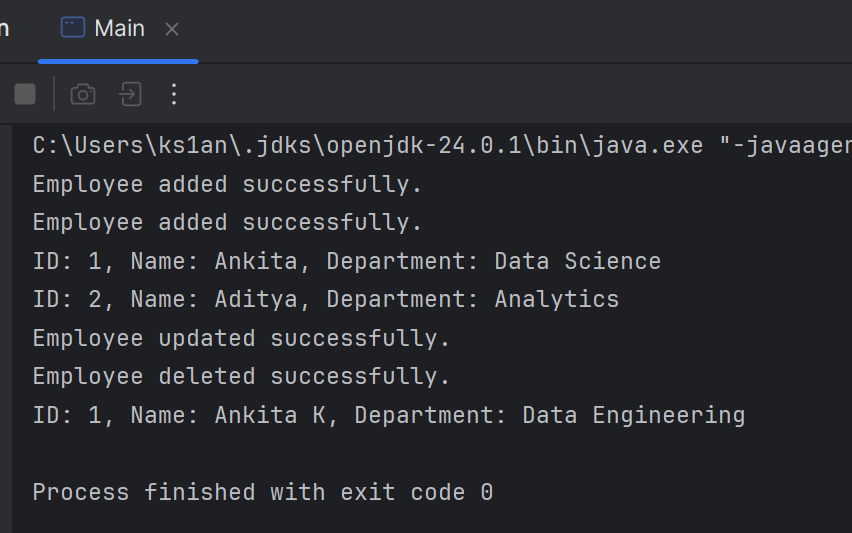 Main
C:\Users\ks1an\.jdks\openjdk-24.0.1\bin\java.exe "-javaagen
Employee added successfully.
Employee added successfully.
ID: 1, Name: Ankita, Department: Data Science
ID: 2, Name: Aditya, Department: Analytics
Employee updated successfully.
Employee deleted successfully.
ID: 1, Name: Ankita K, Department: Data Engineering
Process finished with exit code 0